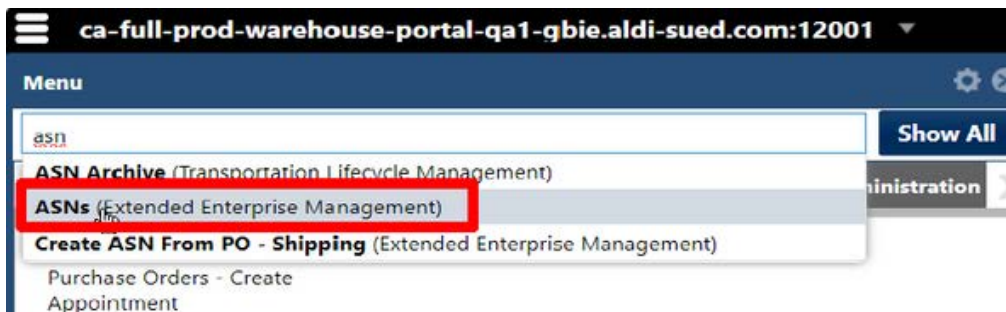 ca-full-prod-warehouse-portal-qa1-gbie.aldi-sued.com:12001
Menu
asn
Show All
ASN Archive (Transportation Lifecycle Management)
ministration
ASNs (Extended Enterprise Management)
Create ASN From PO - Shipping (Extended Enterprise Management)
Purchase Orders - Create
Appointment